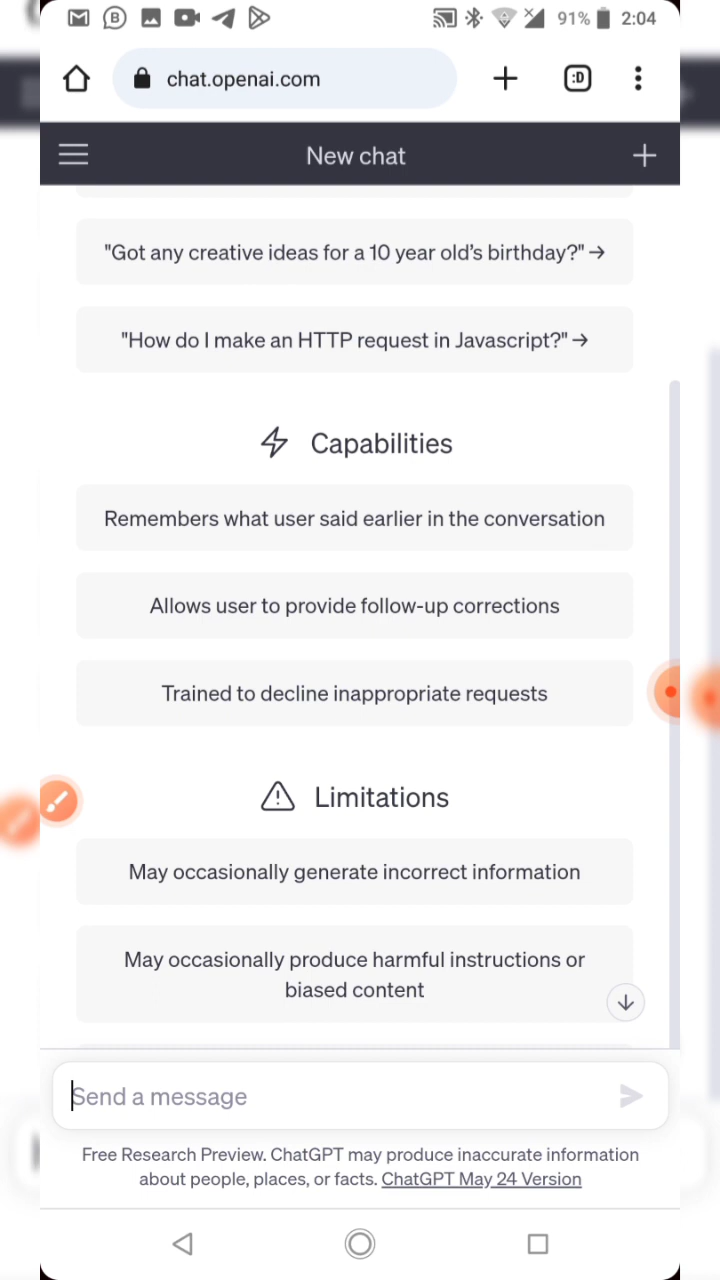 91% 2:04
chat.openai.com
:D
New chat
"Got any creative ideas for a 10 year old's birthday?" →
"How do I make an HTTP request in Javascript?" →
Capabilities
Remembers what user said earlier in the conversation
Allows user to provide follow-up corrections
Trained to decline inappropriate requests
Limitations
May occasionally generate incorrect information
May occasionally produce harmful instructions or
biased content
Send a message
Free Research Preview. ChatGPT may produce inaccurate information
about people, places, or facts. ChatGPT May 24 Version